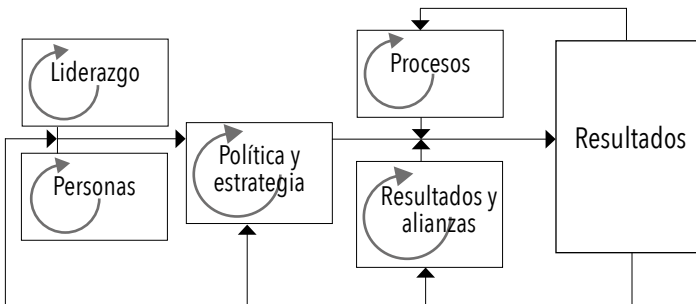 Liderazgo
Personas
Política y
estrategia
Procesos
Resultados y
alianzas
Resultados